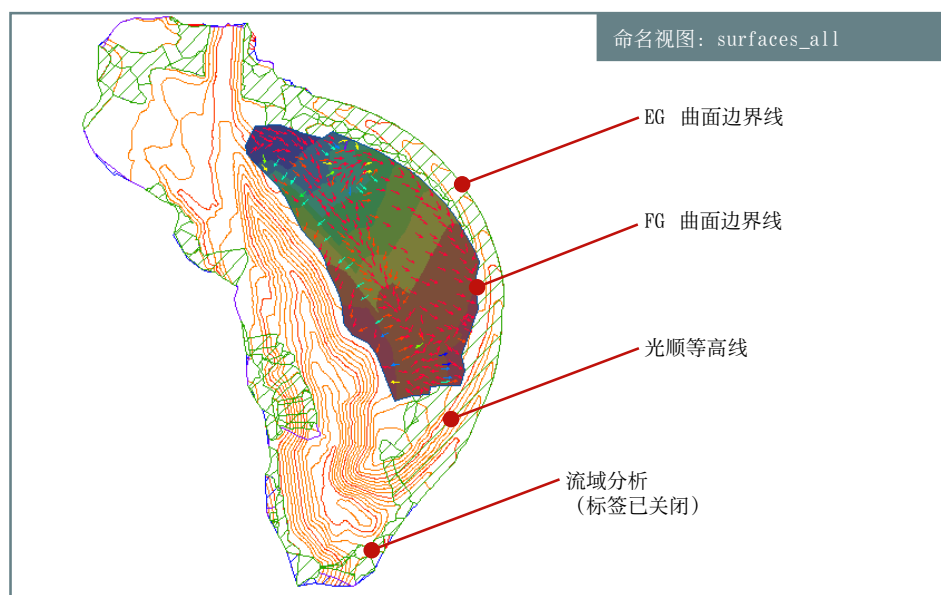 命名视图: surfaces_all
EG 曲面边界线
FG 曲面边界线
光顺等高线
流域分析
(标签已关闭)